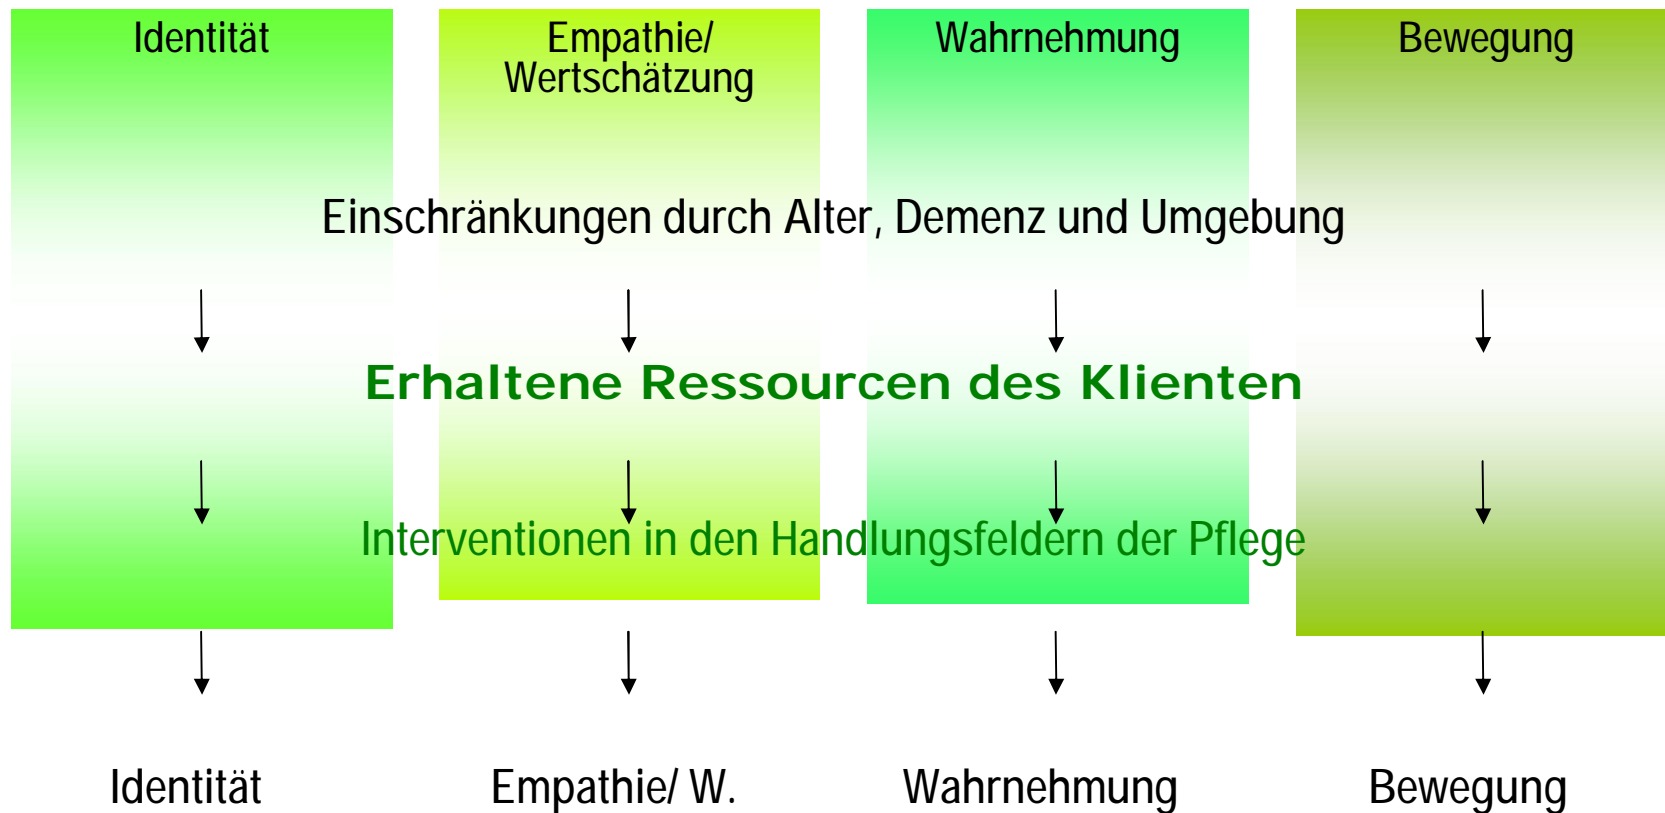 Identität
Empathie/
Wertschätzung
Wahrnehmung
Bewegung
Einschränkungen durch Alter, Demenz und Umgebung
Erhaltene Ressourcen des Klienten
Interventionen in den Handlungsfeldern der Pflege
Identität
Empathie/ W.
Wahrnehmung
Bewegung